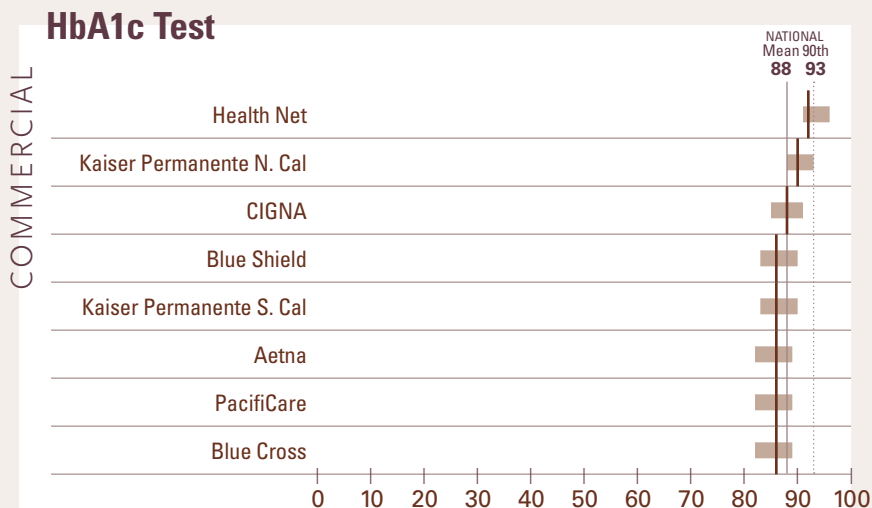 HbA1c Test
NATIONAL
Mean 90th
88 93
COMMERCIAL
Health Net
Kaiser Permanente N. Cal
CIGNA
Blue Shield
Kaiser Permanente S. Cal
Aetna
PacifiCare
Blue Cross
0 10 20 30 40 50 60 70 80 90 100